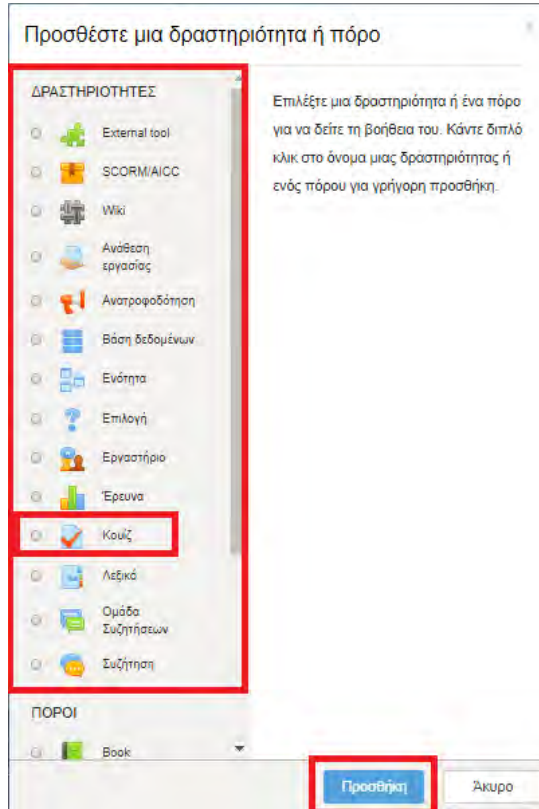 Προσθέστε μια δραστηριότητα ή πόρο
ΔΡΑΣΤΗΡΙΟΤΗΤΕΣ
External tool
SCORM/AICC
Wiki
Ανάθεση
εργασίας
Ανατροφοδότηση
Βάση δεδομένων
Ενότητα
Επιλογή
Εργαστήριο
Έρευνα
Κουίζ
Λεξικό
Ομάδα
Συζητήσεων
Συζήτηση
ΠΟΡΟΙ
Book
Επιλέξτε μια δραστηριότητα ή ένα πόρο
για να δείτε τη βοήθεια του. Κάντε διπλό
κλικ στο όνομα μιας δραστηριότητας ή
ενός πόρου για γρήγορη προσθήκη.
Προσθήκη
Άκυρο